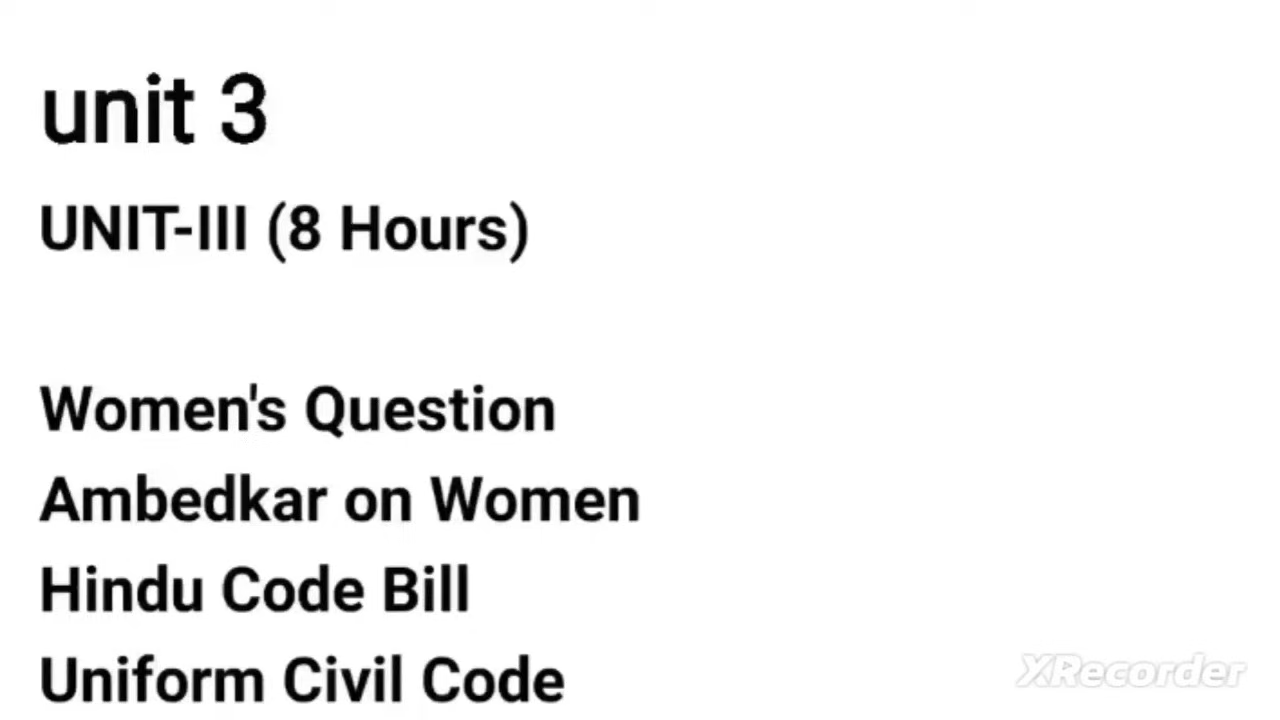 unit 3
UNIT-III (8 Hours)
Women's Question
Ambedkar on Women
Hindu Code Bill
Uniform Civil Code
XRecorder